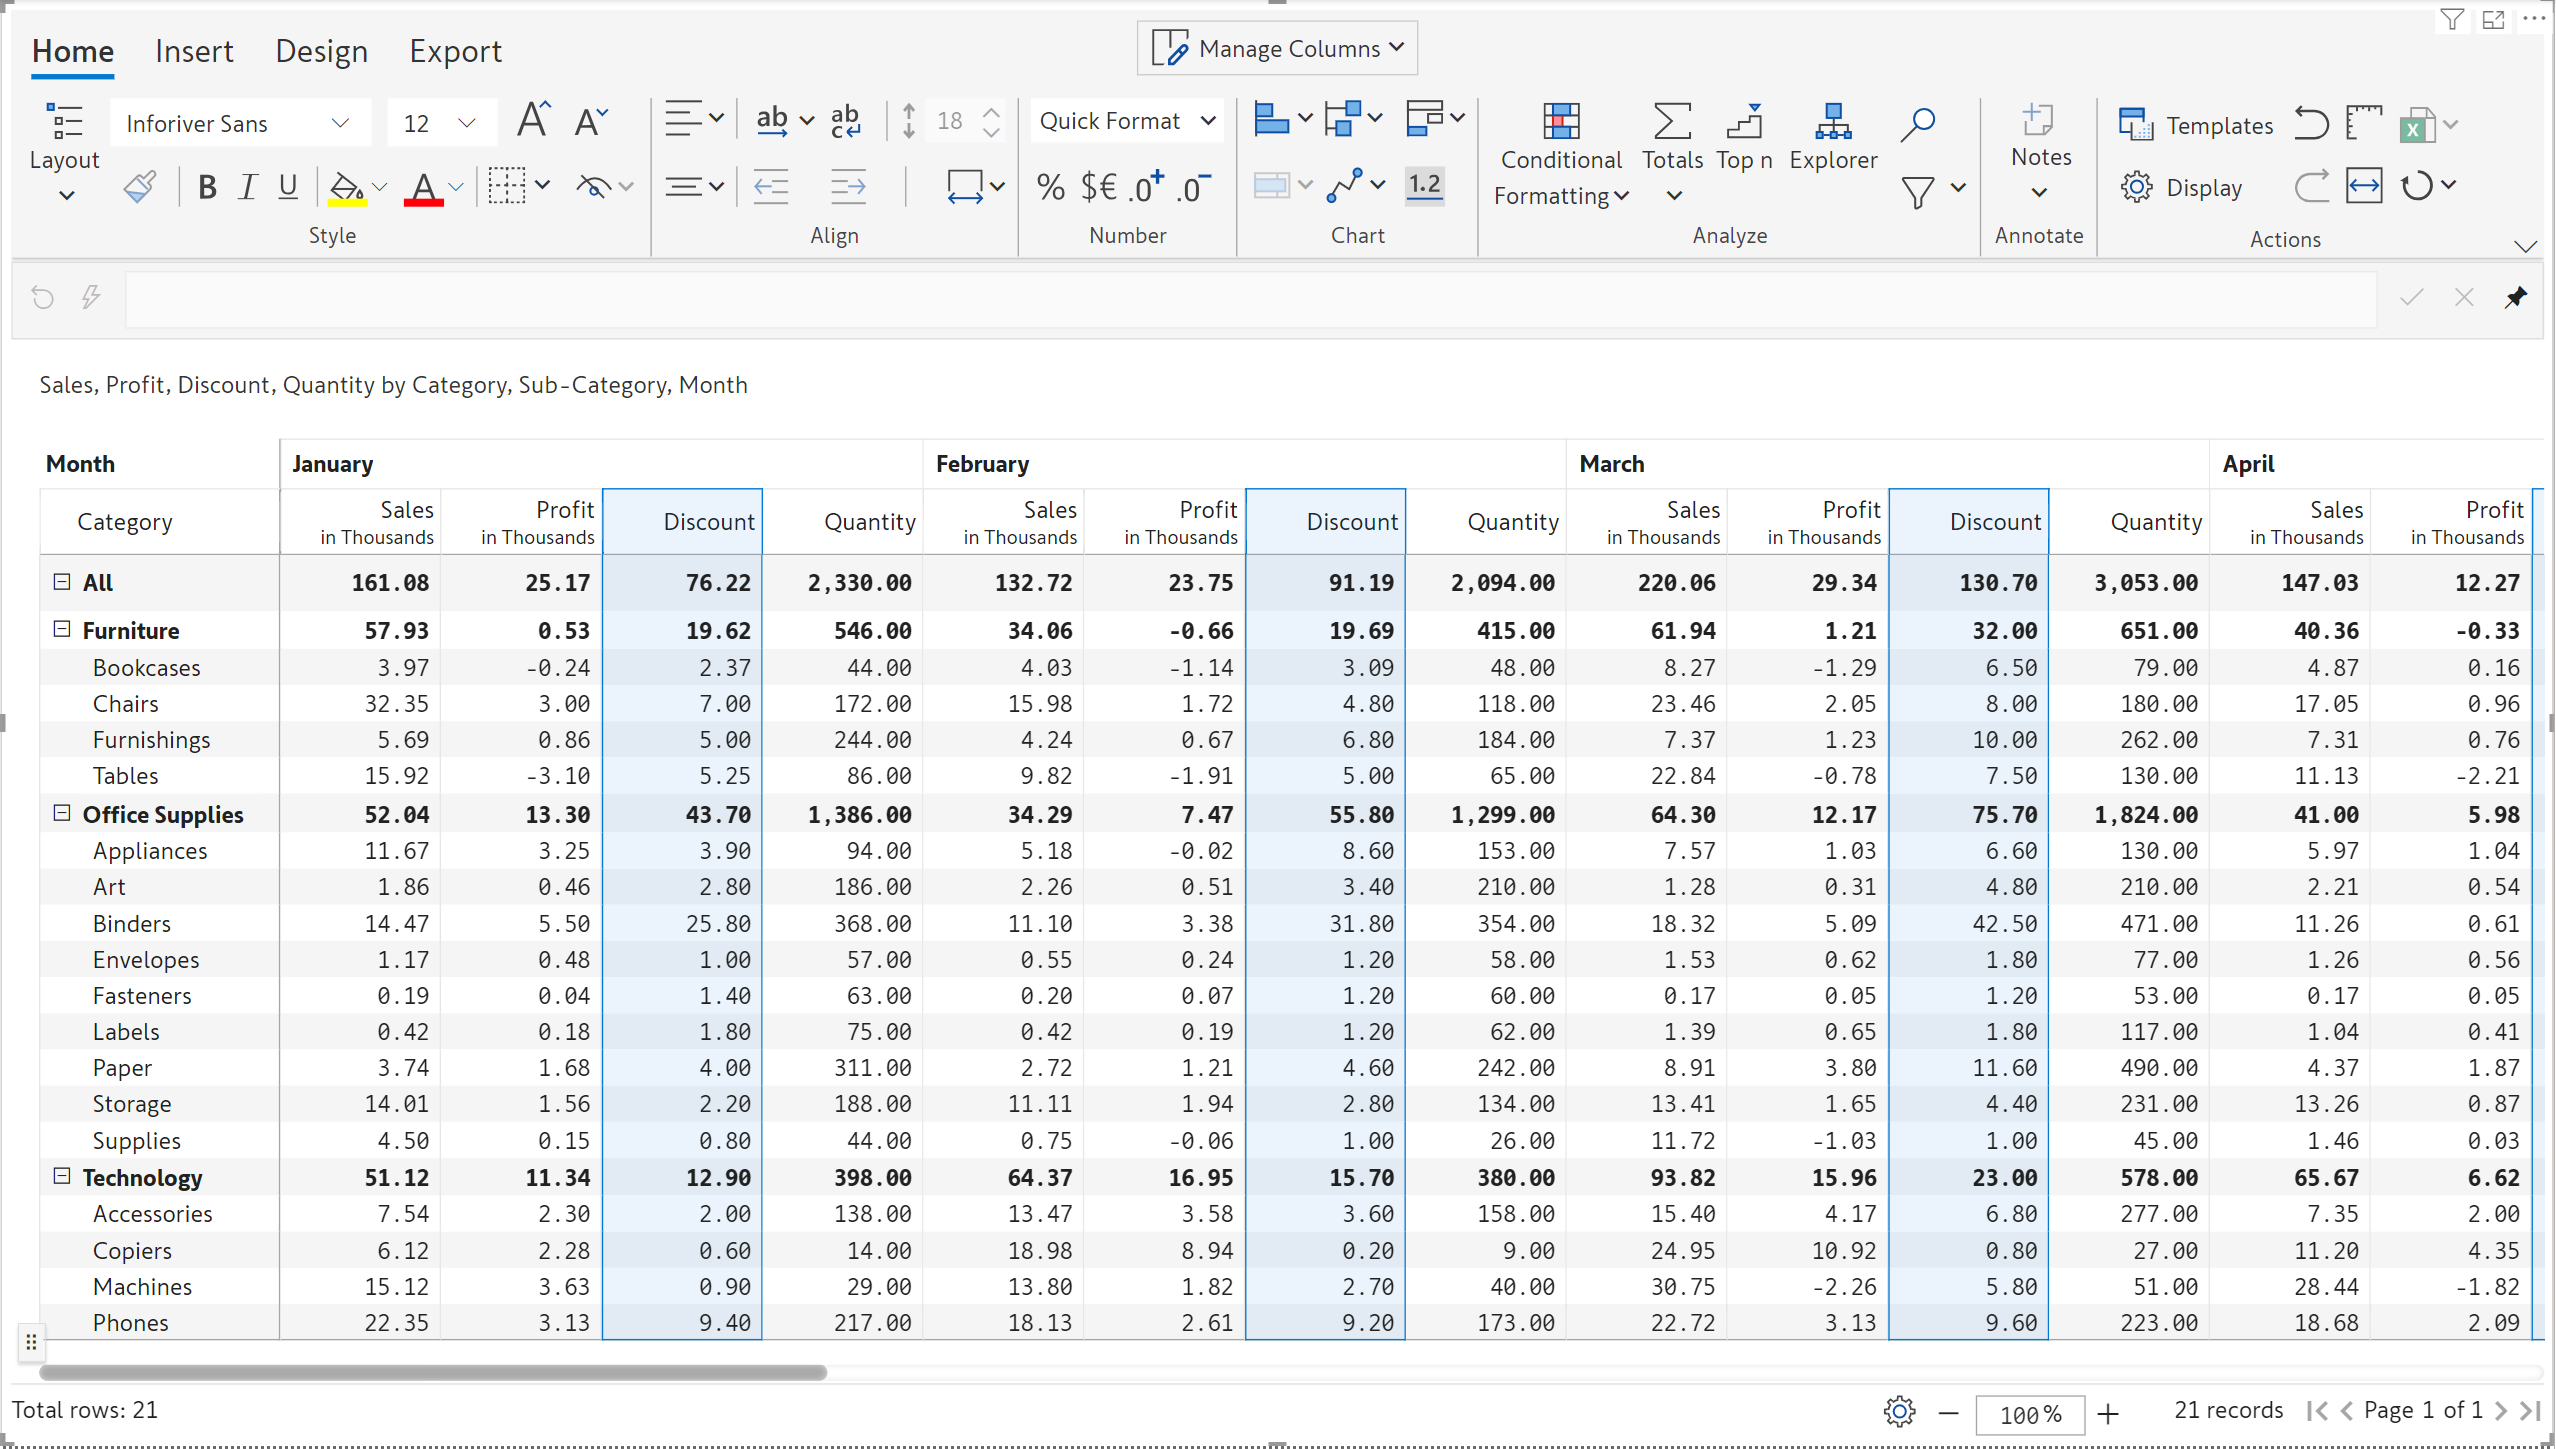 Home Insert Design Export Manage Columns
Inforiver Sans 12 18 Quick Format Templates
Layout Conditional Formatting Totals Top n Explorer Notes Display
B I U A % $€ .0+ .0- 1.2
Style Align Number Chart Analyze Annotate Actions
Sales, Profit, Discount, Quantity by Category, Sub-Category, Month
Month January February March April
Category Sales in Thousands Profit in Thousands Discount Quantity Sales in Thousands Profit in Thousands Discount Quantity Sales in Thousands Profit in Thousands Discount Quantity Sales in Thousands Profit in Thousands
All 161.08 25.17 76.22 2,330.00 132.72 23.75 91.19 2,094.00 220.06 29.34 130.70 3,053.00 147.03 12.27
Furniture 57.93 0.53 19.62 546.00 34.06 -0.66 19.69 415.00 61.94 1.21 32.00 651.00 40.36 -0.33
Bookcases 3.97 -0.24 2.37 44.00 4.03 -1.14 3.09 48.00 8.27 -1.29 6.50 79.00 4.87 0.16
Chairs 32.35 3.00 7.00 172.00 15.98 1.72 4.80 118.00 23.46 2.05 8.00 180.00 17.05 0.96
Furnishings 5.69 0.86 5.00 244.00 4.24 0.67 6.80 184.00 7.37 1.23 10.00 262.00 7.31 0.76
Tables 15.92 -3.10 5.25 86.00 9.82 -1.91 5.00 65.00 22.84 -0.78 7.50 130.00 11.13 -2.21
Office Supplies 52.04 13.30 43.70 1,386.00 34.29 7.47 55.80 1,299.00 64.30 12.17 75.70 1,824.00 41.00 5.98
Appliances 11.67 3.25 3.90 94.00 5.18 -0.02 8.60 153.00 7.57 1.03 6.60 130.00 5.97 1.04
Art 1.86 0.46 2.80 186.00 2.26 0.51 3.40 210.00 1.28 0.31 4.80 210.00 2.21 0.54
Binders 14.47 5.50 25.80 368.00 11.10 3.38 31.80 354.00 18.32 5.09 42.50 471.00 11.26 0.61
Envelopes 1.17 0.48 1.00 57.00 0.55 0.24 1.20 58.00 1.53 0.62 1.80 77.00 1.26 0.56
Fasteners 0.19 0.04 1.40 63.00 0.20 0.07 1.20 60.00 0.17 0.05 1.20 53.00 0.17 0.05
Labels 0.42 0.18 1.80 75.00 0.42 0.19 1.20 62.00 1.39 0.65 1.80 117.00 1.04 0.41
Paper 3.74 1.68 4.00 311.00 2.72 1.21 4.60 242.00 8.91 3.80 11.60 490.00 4.37 1.87
Storage 14.01 1.56 2.20 188.00 11.11 1.94 2.80 134.00 13.41 1.65 4.40 231.00 13.26 0.87
Supplies 4.50 0.15 0.80 44.00 0.75 -0.06 1.00 26.00 11.72 -1.03 1.00 45.00 1.46 0.03
Technology 51.12 11.34 12.90 398.00 64.37 16.95 15.70 380.00 93.82 15.96 23.00 578.00 65.67 6.62
Accessories 7.54 2.30 2.00 138.00 13.47 3.58 3.60 158.00 15.40 4.17 6.80 277.00 7.35 2.00
Copiers 6.12 2.28 0.60 14.00 18.98 8.94 0.20 9.00 24.95 10.92 0.80 27.00 11.20 4.35
Machines 15.12 3.63 0.90 29.00 13.80 1.82 2.70 40.00 30.75 -2.26 5.80 51.00 28.44 -1.82
Phones 22.35 3.13 9.40 217.00 18.13 2.61 9.20 173.00 22.72 3.13 9.60 223.00 18.68 2.09
Total rows: 21 100% 21 records Page 1 of 1